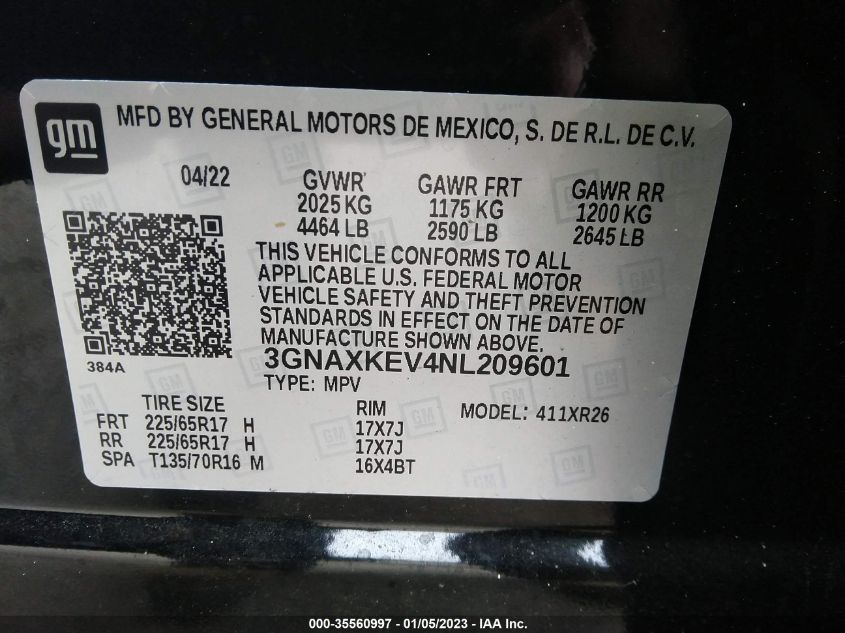 gm
MFD BY GENERAL MOTORS DE MEXICO, S. DE R.L. DE C.V.
04/22
GVWR GAWR FRT GAWR RR
2025 KG 1175 KG 1200 KG
4464 LB 2590 LB 2645 LB
THIS VEHICLE CONFORMS TO ALL
APPLICABLE U.S. FEDERAL MOTOR
VEHICLE SAFETY AND THEFT PREVENTION
STANDARDS IN EFFECT ON THE DATE OF
MANUFACTURE SHOWN ABOVE.
384A
3GNAXKEV4NL209601
TYPE: MPV
TIRE SIZE RIM MODEL: 411XR26
FRT 225/65R17 H 17X7J
RR 225/65R17 H 17X7J
SPA T135/70R16 M 16X4BT
000-35560997 - 01/05/2023 - IAA Inc.